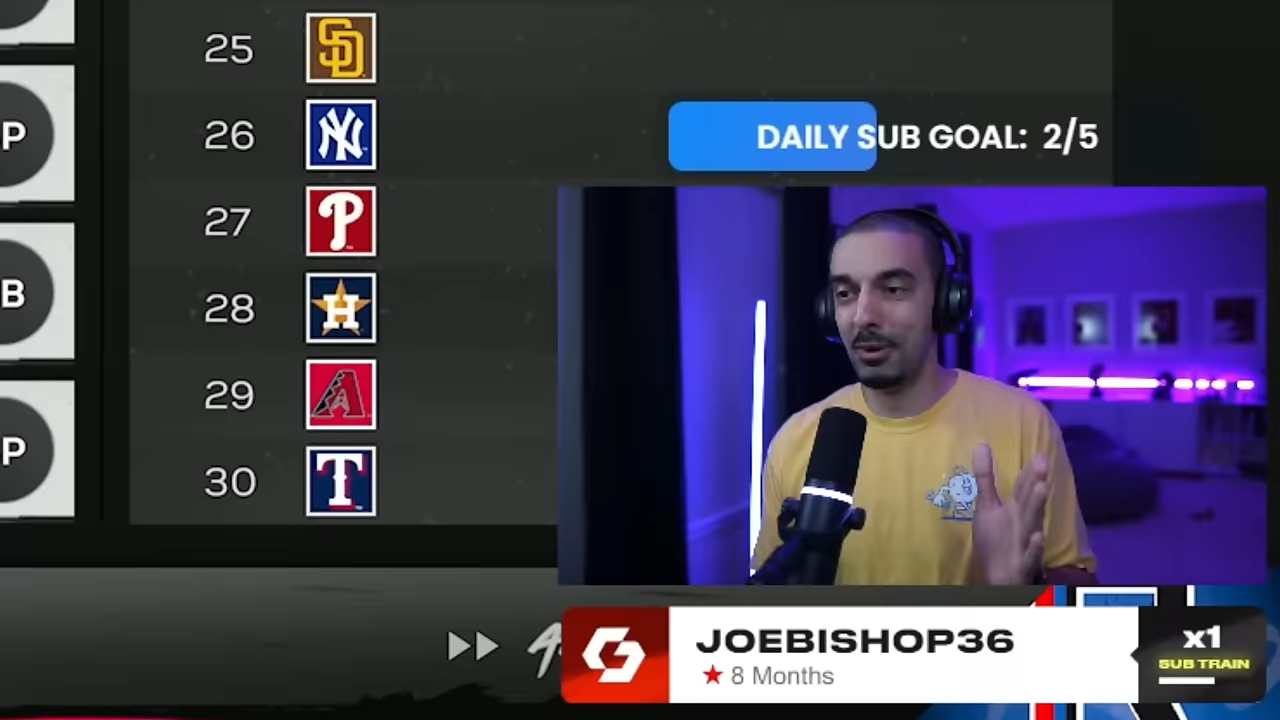 25
26
27
28
29
30
P
B
P
DAILY SUB GOAL: 2/5
JOEBISHOP36
8 Months
x1
SUB TRAIN